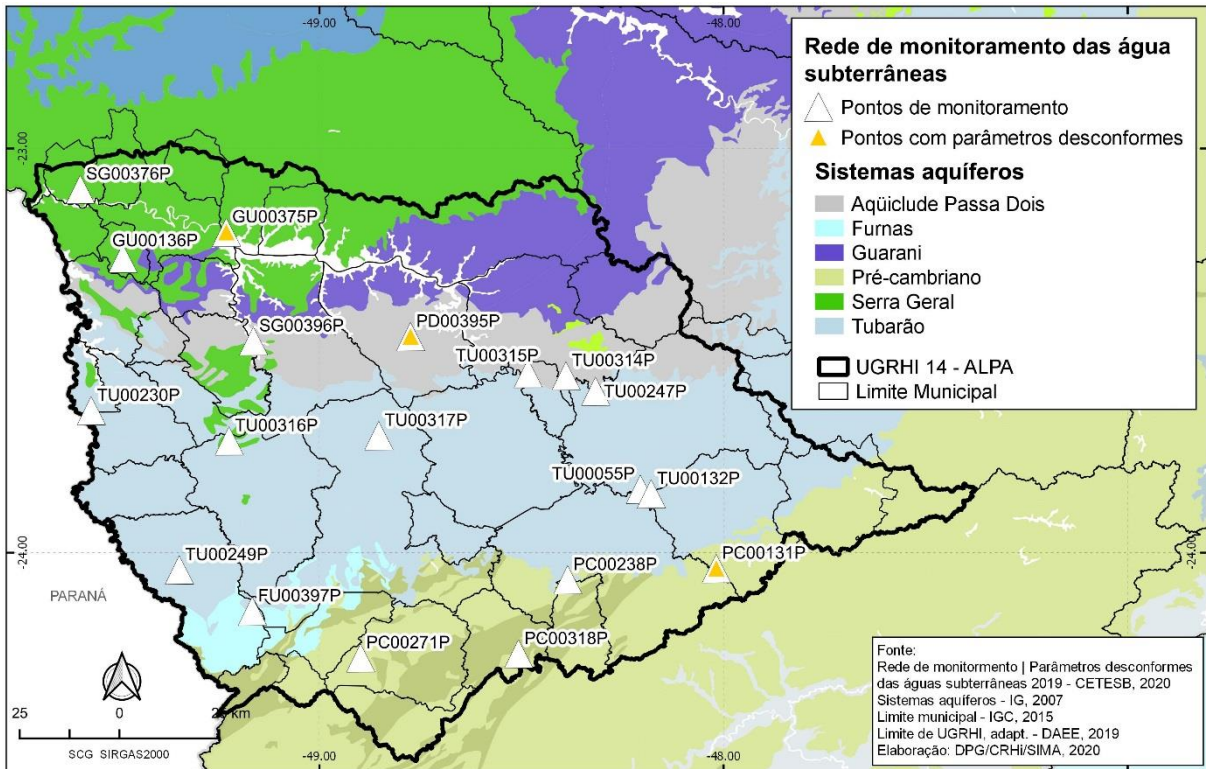 -49.00
-48.00
Rede de monitoramento das água
subterrâneas
Pontos de monitoramento
Pontos com parâmetros desconformes
Sistemas aquíferos
Aqüiclude Passa Dois
Furnas
Guarani
Pré-cambriano
Serra Geral
Tubarão
UGRHI 14 - ALPA
Limite Municipal
-23.00
SG00376P
GU00375P
GU00136P
SG00396P
PD00395P
TU00315P
TU00314P
TU00247P
TU00230P
TU00316P
TU00317P
TU00055P
TU00132P
-24.00
-24.00
TU00249P
PC00238P
PC00131P
PARANÁ
FU00397P
PC00271P
PC00318P
25
0
25 km
SCG SIRGAS2000
Fonte:
Rede de monitormento | Parâmetros desconformes
das águas subterrâneas 2019 - CETESB, 2020
Sistemas aquíferos - IG, 2007
Limite municipal - IGC, 2015
Limite de UGRHI, adapt. - DAEE, 2019
Elaboração: DPG/CRHi/SIMA, 2020
-49.00
-48.00